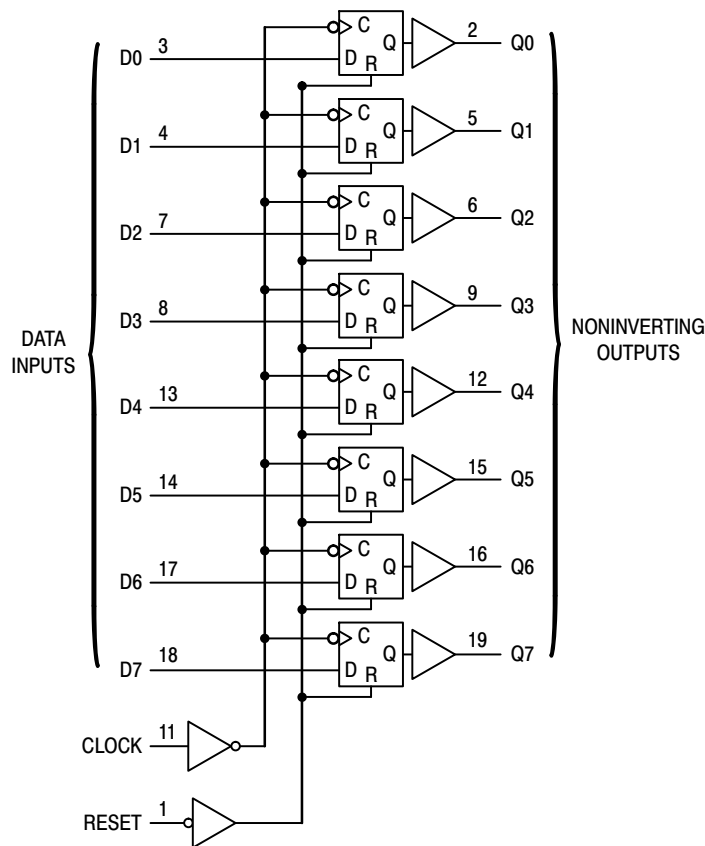 C
Q
D
R
D0
3
2
Q0
C
Q
D
R
D1
4
5
Q1
C
Q
D
R
D2
7
6
Q2
C
Q
D
R
D3
8
9
Q3
DATA
INPUTS
NONINVERTING
OUTPUTS
C
Q
D
R
D4
13
12
Q4
C
Q
D
R
D5
14
15
Q5
C
Q
D
R
D6
17
16
Q6
C
Q
D
R
D7
18
19
Q7
CLOCK
11
RESET
1